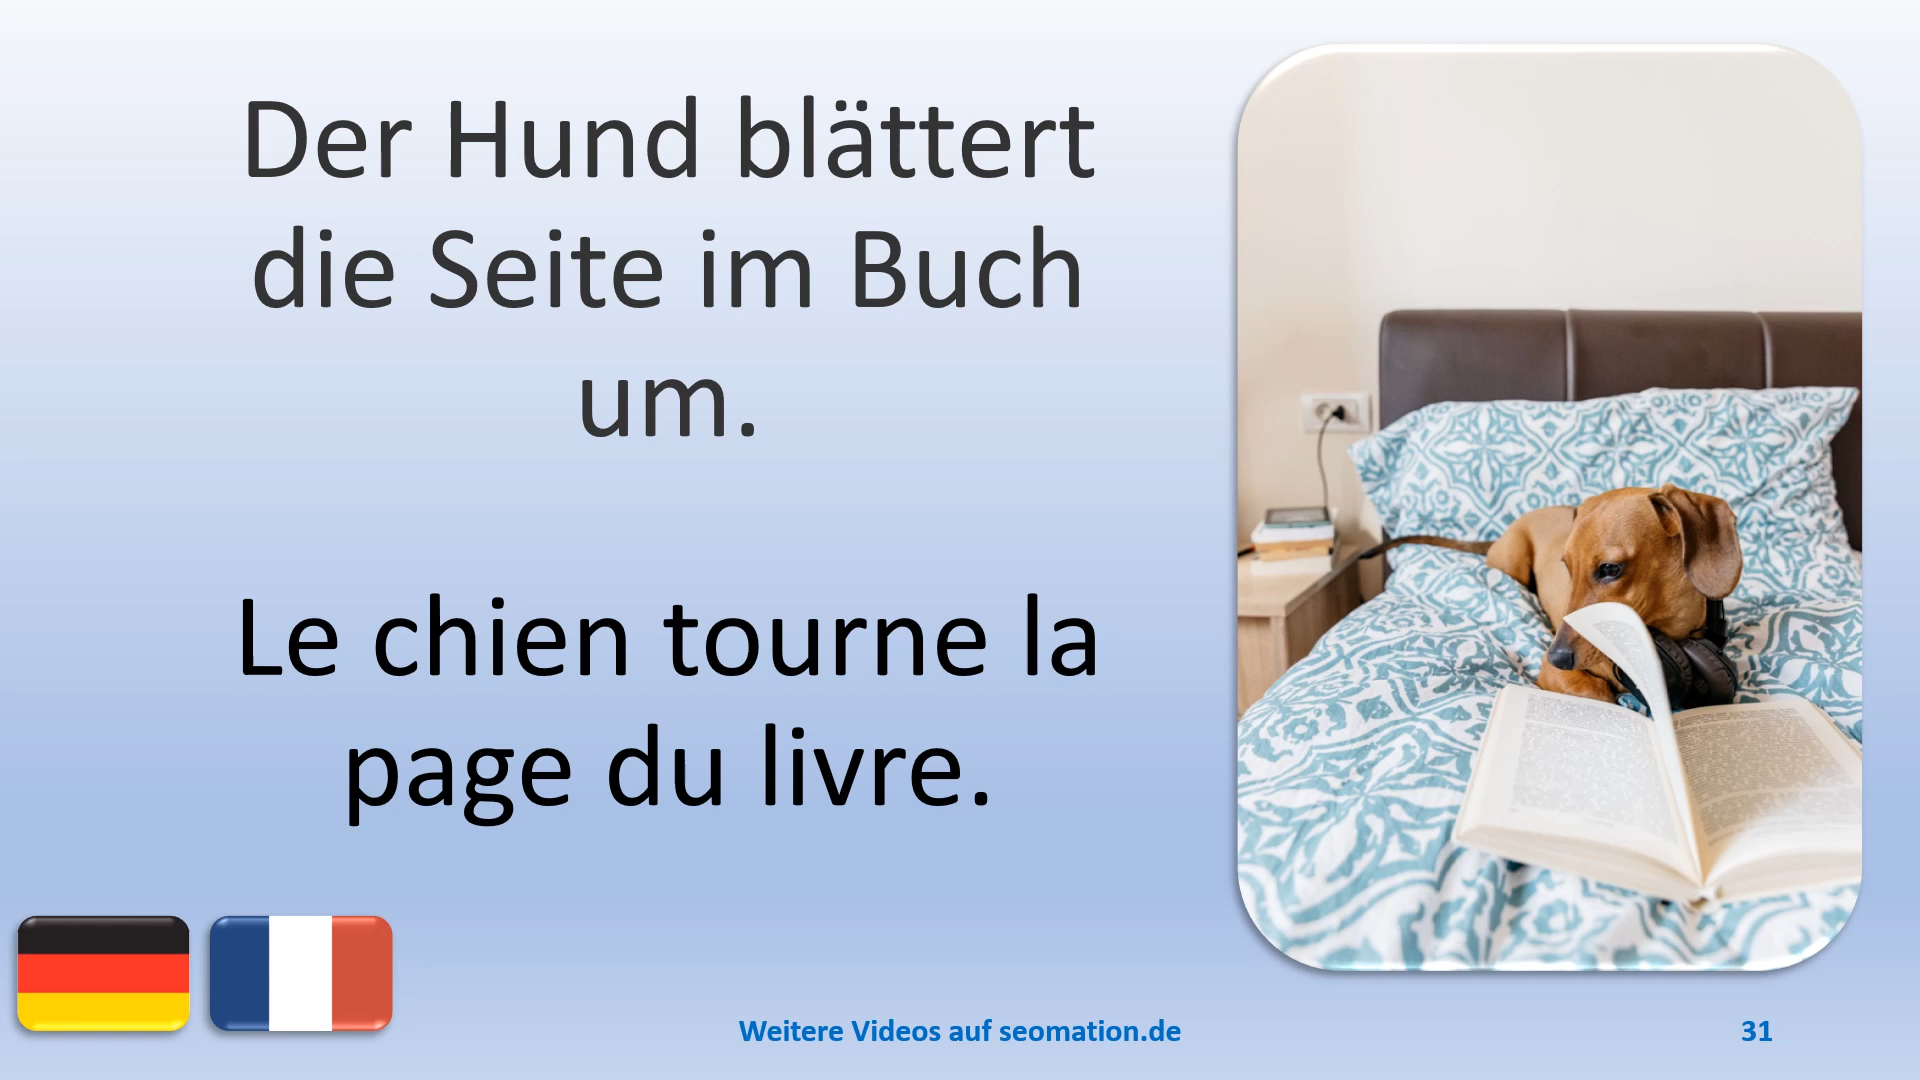 Der Hund blättert
die Seite im Buch
um.
Le chien tourne la
page du livre.
Weitere Videos auf seomation.de
31